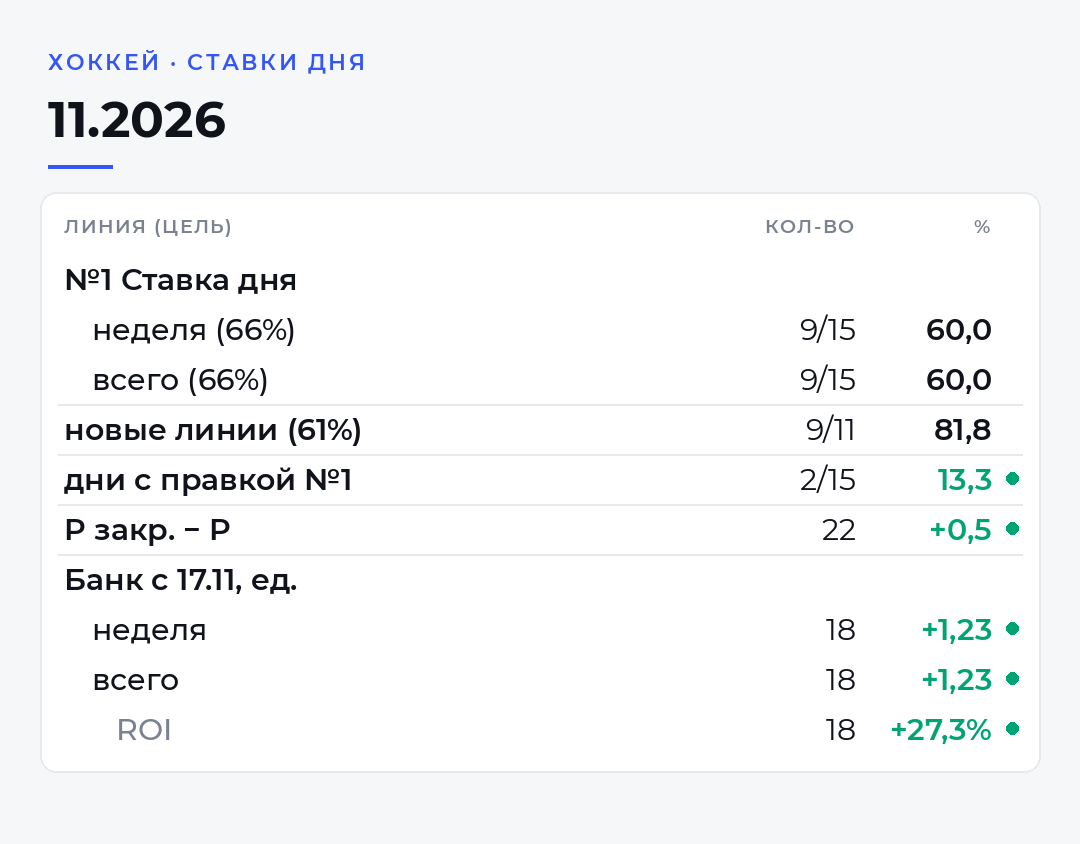 ХОККЕЙ · СТАВКИ ДНЯ
11.2026
ЛИНИЯ (ЦЕЛЬ) КОЛ-ВО %
№1 Ставка дня
неделя (66%) 9/15 60,0
всего (66%) 9/15 60,0
новые линии (61%) 9/11 81,8
дни с правкой №1 2/15 13,3
Р закр. − Р 22 +0,5
Банк с 17.11, ед.
неделя 18 +1,23
всего 18 +1,23
ROI 18 +27,3%